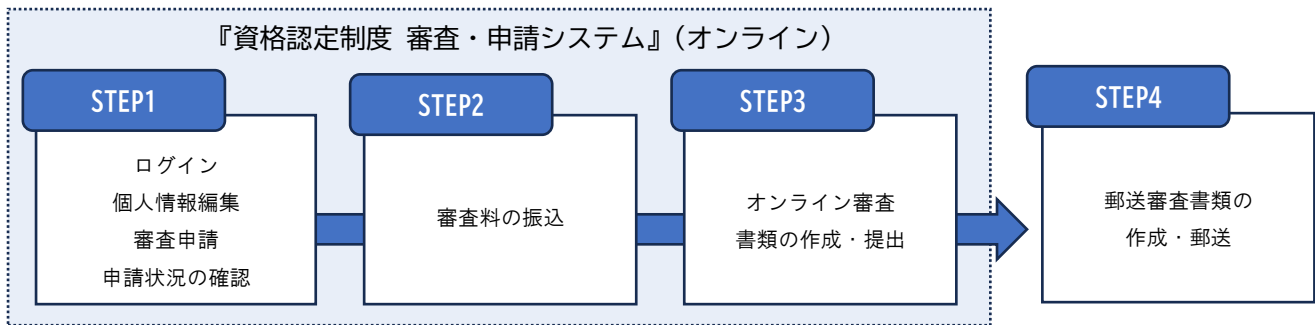 『資格認定制度 審査・申請システム』(オンライン)
STEP1
ログイン
個人情報編集
審査申請
申請状況の確認
STEP2
審査料の振込
STEP3
オンライン審査
書類の作成・提出
STEP4
郵送審査書類の
作成・郵送